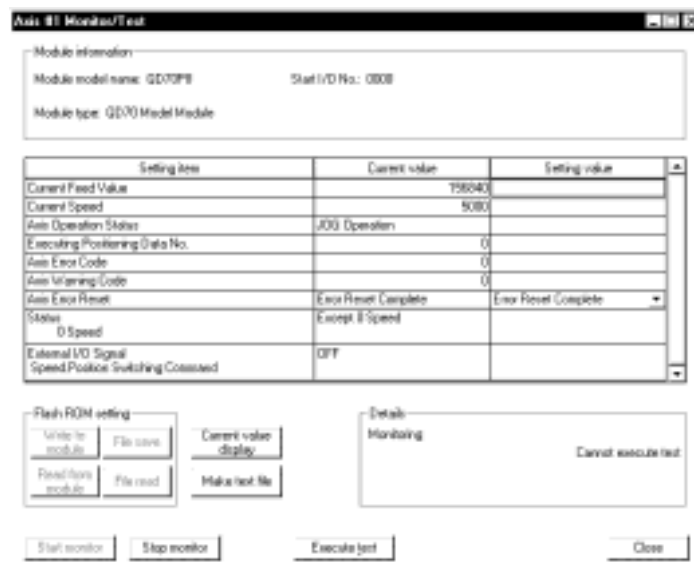 Axis #1 Monitor/Test
Module information
Module model name: QD70P8 Start I/O No.: 0000
Module type: QD70 Model Module
Setting item Current value Setting value
Current Feed Value 156840
Current Speed 5000
Axis Operation Status JOG Operation
Executing Positioning Data No. 0
Axis Error Code 0
Axis Warning Code 0
Axis Error Reset Error Reset Complete Error Reset Complete
Status Except 0 Speed
0 Speed
External I/O Signal OFF
Speed.Position Switching Command
Flash ROM setting
Write to
module
File save
Current value
display
Read from
module
File read
Make text file
Details
Monitoring
Cannot execute test
Start monitor Stop monitor Execute test Close